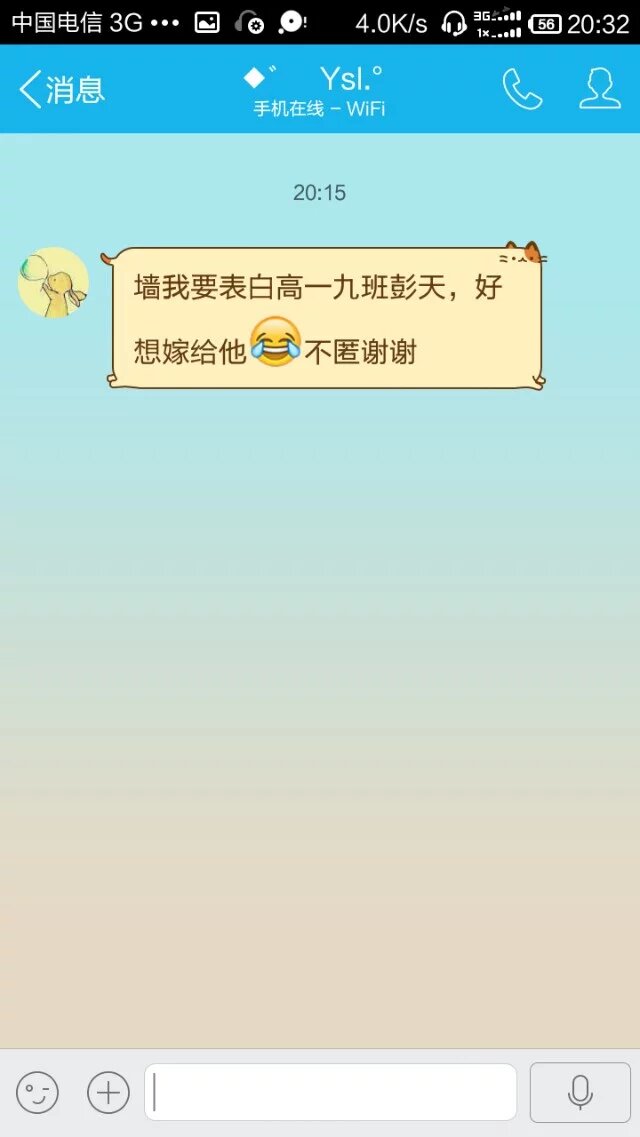 中国电信 3G ••• 4.0K/s 3G 1x 56 20:32
消息 ◆゛ Ysl.°
手机在线 – WiFi
20:15
墙我要表白高一九班彭天，好
想嫁给他😂不匿谢谢